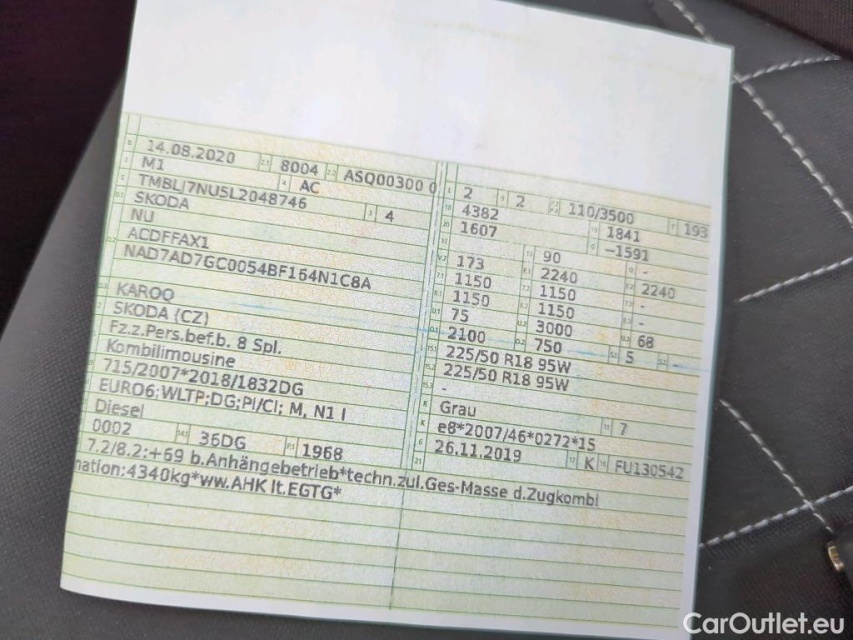 14.08.2020 8004 ASQ00300 0
M1 AC
TMBLJ7NUSL2048746
SKODA 4
NU
ACDFFAX1
NAD7AD7GC0054BF164N1C8A
KAROQ
SKODA (CZ)
Fz.z.Pers.bef.b. 8 Spl.
Kombilimousine
715/2007*2018/1832DG
EURO6;WLTP;DG;PI/CI; M, N1 I
Diesel
0002 36DG 1968
7.2/8.2:+69 b.Anhängebetrieb*techn.zul.Ges-Masse d.Zugkombi
nation:4340kg*ww.AHK lt.EGTG*
2 2 110/3500 193
4382 1841
1607 –1591
90 -
173 2240 2240
1150 1150 -
1150 1150 -
75 3000 68
2100 750 5 -
225/50 R18 95W
225/50 R18 95W
-
Grau 7
e8*2007/46*0272*15
26.11.2019 K FU130542
CarOutlet.eu